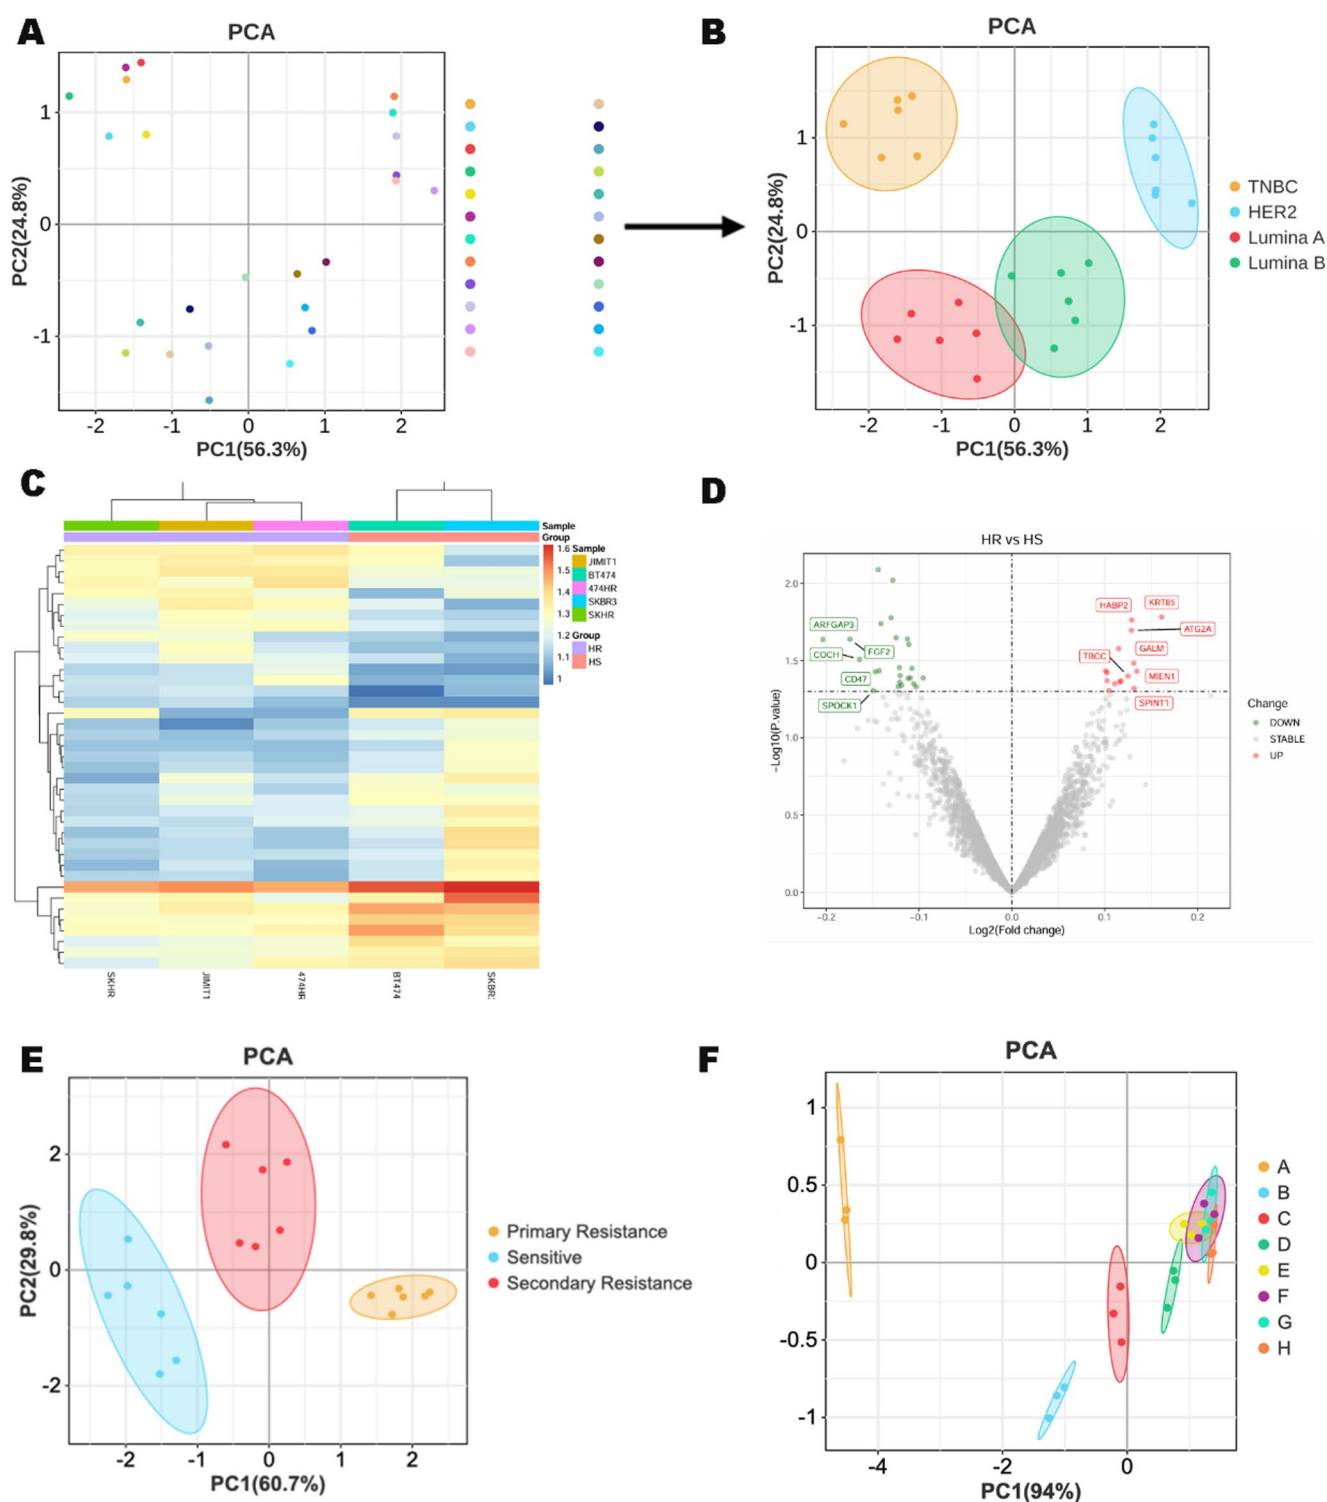 A
PCA
1
0
-1
-2 -1 0 1 2
PC1(56.3%)
PC2(24.8%)
B
PCA
1
0
-1
-2 -1 0 1 2
PC1(56.3%)
PC2(24.8%)
TNBC
HER2
Lumina A
Lumina B
C
Sample
Group
1.6
1.5
1.4
1.3
1.2
1.1
1
Sample
JIMIT1
BT474
474HR
SKBR3
SKHR
Group
HR
HS
SKHR
JIMIT1
474HR
BT474
SKBR:
D
HR vs HS
2.0
1.5
1.0
0.5
0.0
-Log10(P.value)
HABP2
KRT85
ARFGAP3
ATG2A
FGF2
GALM
COCH
TBCC
CD47
MIEN1
SPOCK1
SPINT1
Change
DOWN
STABLE
UP
-0.2 -0.1 0.0 0.1 0.2
Log2(Fold change)
E
PCA
2
0
-2
-2 -1 0 1 2
PC1(60.7%)
PC2(29.8%)
Primary Resistance
Sensitive
Secondary Resistance
F
PCA
1
0.5
0
-0.5
-1
-4 -2 0
PC1(94%)
A
B
C
D
E
F
G
H